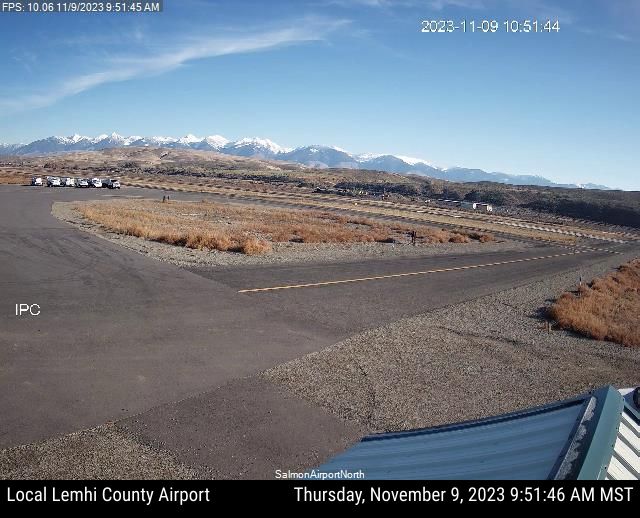 FPS: 10.06 11/9/2023 9:51:45 AM
2023-11-09 10:51:44
IPC
SalmonAirportNorth
Local Lemhi County Airport Thursday, November 9, 2023 9:51:46 AM MST